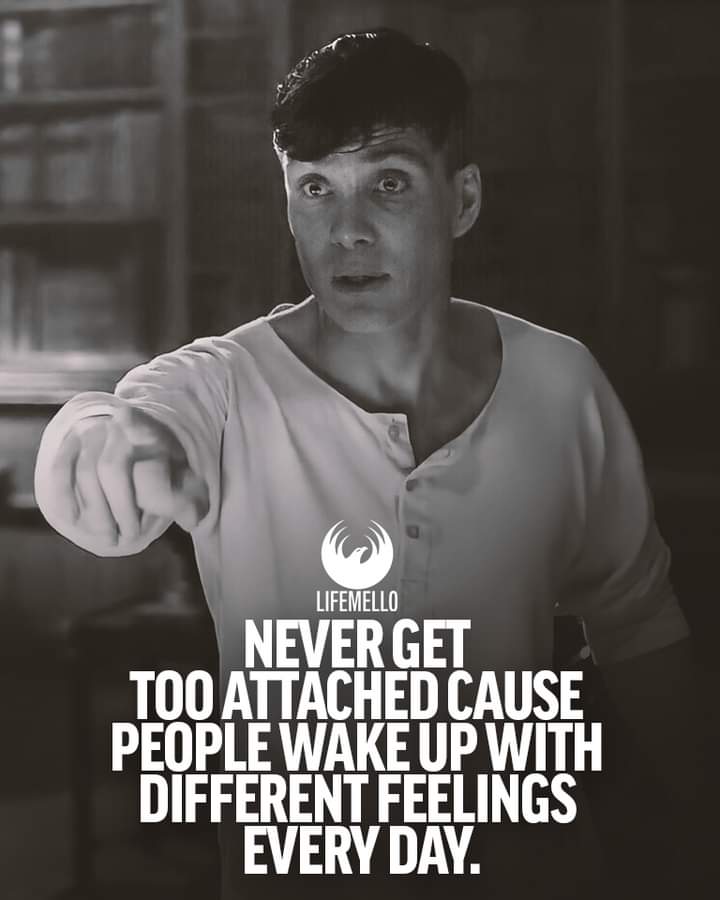 LIFEMELLO
NEVER GET
TOO ATTACHED CAUSE
PEOPLE WAKE UP WITH
DIFFERENT FEELINGS
EVERY DAY.